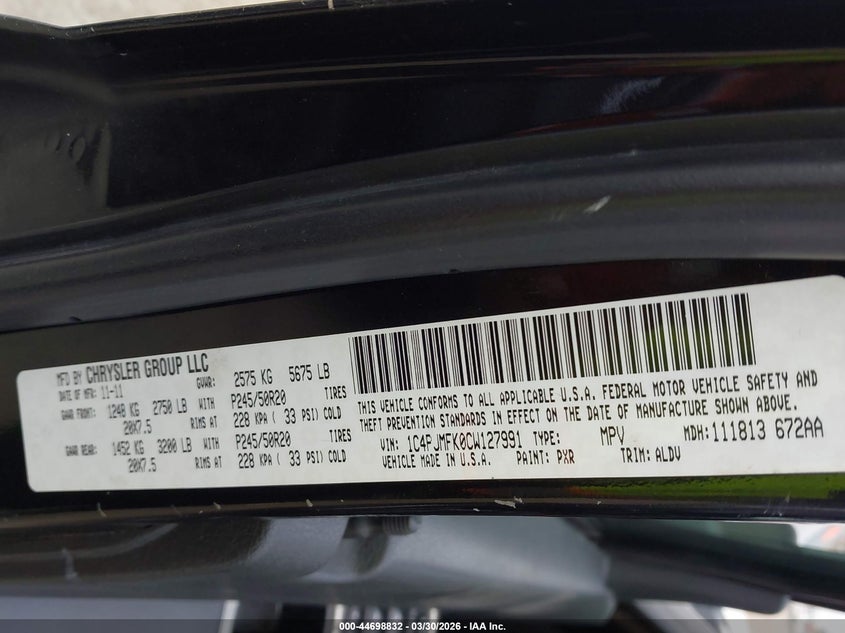 MFD BY CHRYSLER GROUP LLC
DATE OF MFR: 11-11 GVWR: 2575 KG 5675 LB
GAWR FRONT: 1248 KG 2750 LB WITH P245/50R20 TIRES
20X7.5 RIMS AT 228 KPA ( 33 PSI) COLD
GAWR REAR: 1452 KG 3200 LB WITH P245/50R20 TIRES
20X7.5 RIMS AT 228 KPA ( 33 PSI) COLD
THIS VEHICLE CONFORMS TO ALL APPLICABLE U.S.A. FEDERAL MOTOR VEHICLE SAFETY AND
THEFT PREVENTION STANDARDS IN EFFECT ON THE DATE OF MANUFACTURE SHOWN ABOVE.
VIN: 1C4PJMFK0CW127991 TYPE: MPV MDH: 111813 672AA
VEHICLE MADE IN U.S.A. PAINT: PXR TRIM: ALDV
000-44698832 - 03/30/2026 - IAA Inc.